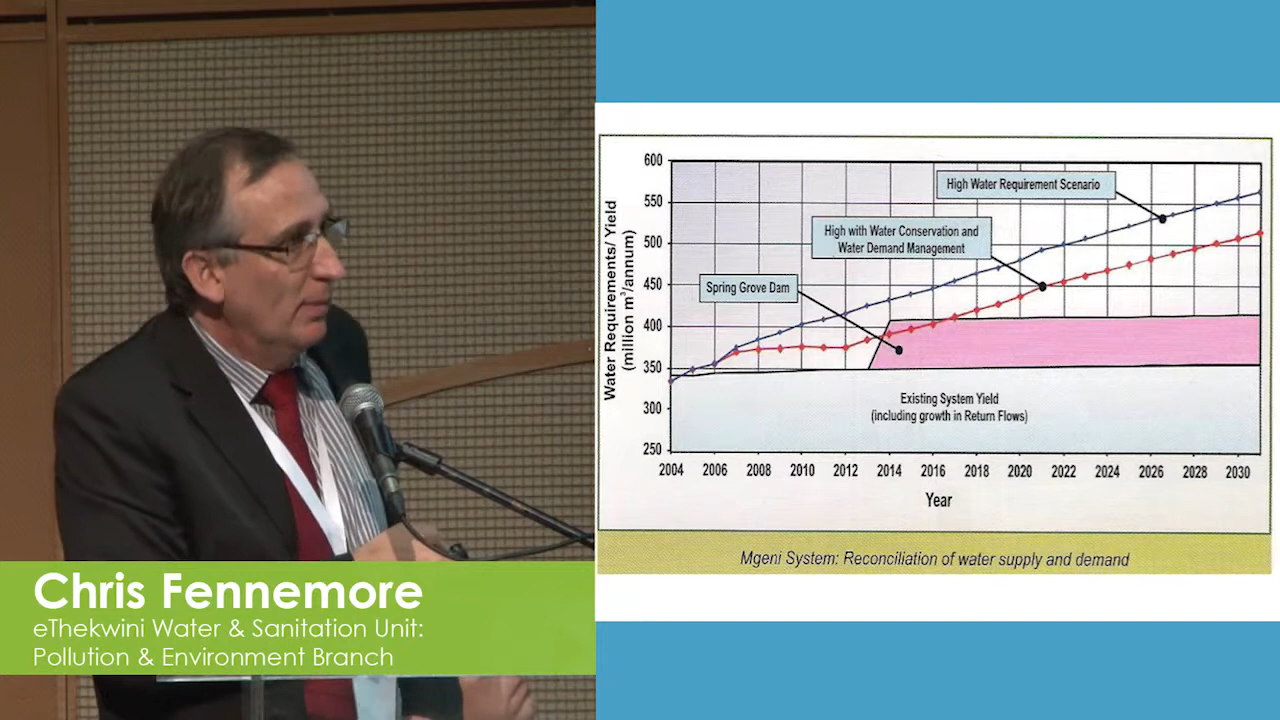 Chris Fennemore
eThekwini Water & Sanitation Unit:
Pollution & Environment Branch
Water Requirements/ Yield
(million m³/annum)
600
550
500
450
400
350
300
250
High Water Requirement Scenario
High with Water Conservation and
Water Demand Management
Spring Grove Dam
Existing System Yield
(including growth in Return Flows)
2004 2006 2008 2010 2012 2014 2016 2018 2020 2022 2024 2026 2028 2030
Year
Mgeni System: Reconciliation of water supply and demand